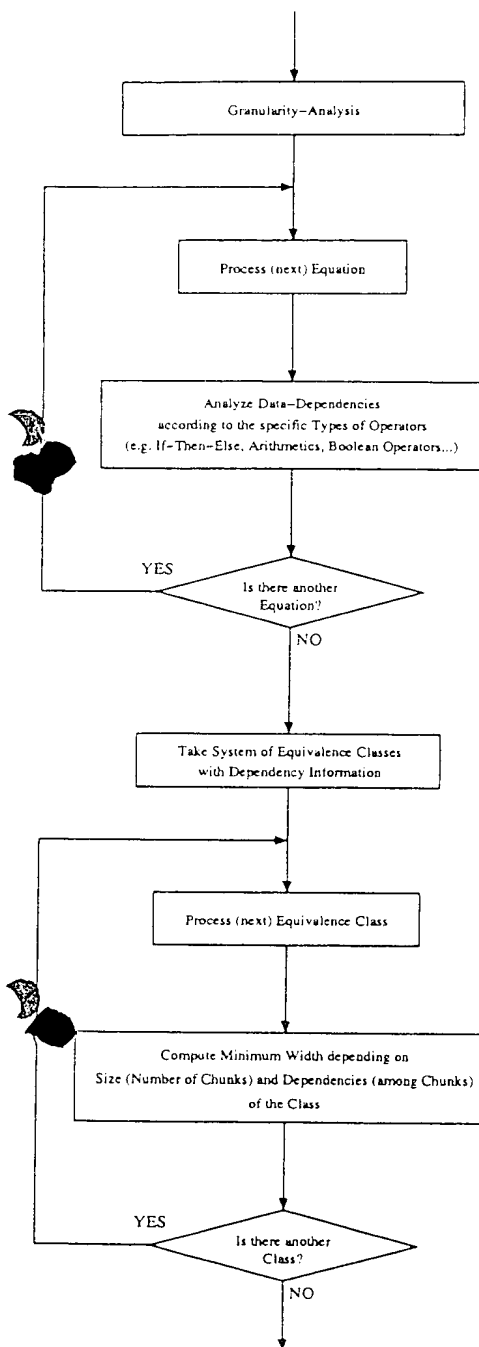 Granularity-Analysis
Process (next) Equation
Analyze Data-Dependencies
according to the specific Types of Operators
(e.g. If-Then-Else, Arithmetics, Boolean Operators...)
YES
Is there another
Equation?
NO
Take System of Equivalence Classes
with Dependency Information
Process (next) Equivalence Class
Compute Minimum Width depending on
Size (Number of Chunks) and Dependencies (among Chunks)
of the Class
YES
Is there another
Class?
NO